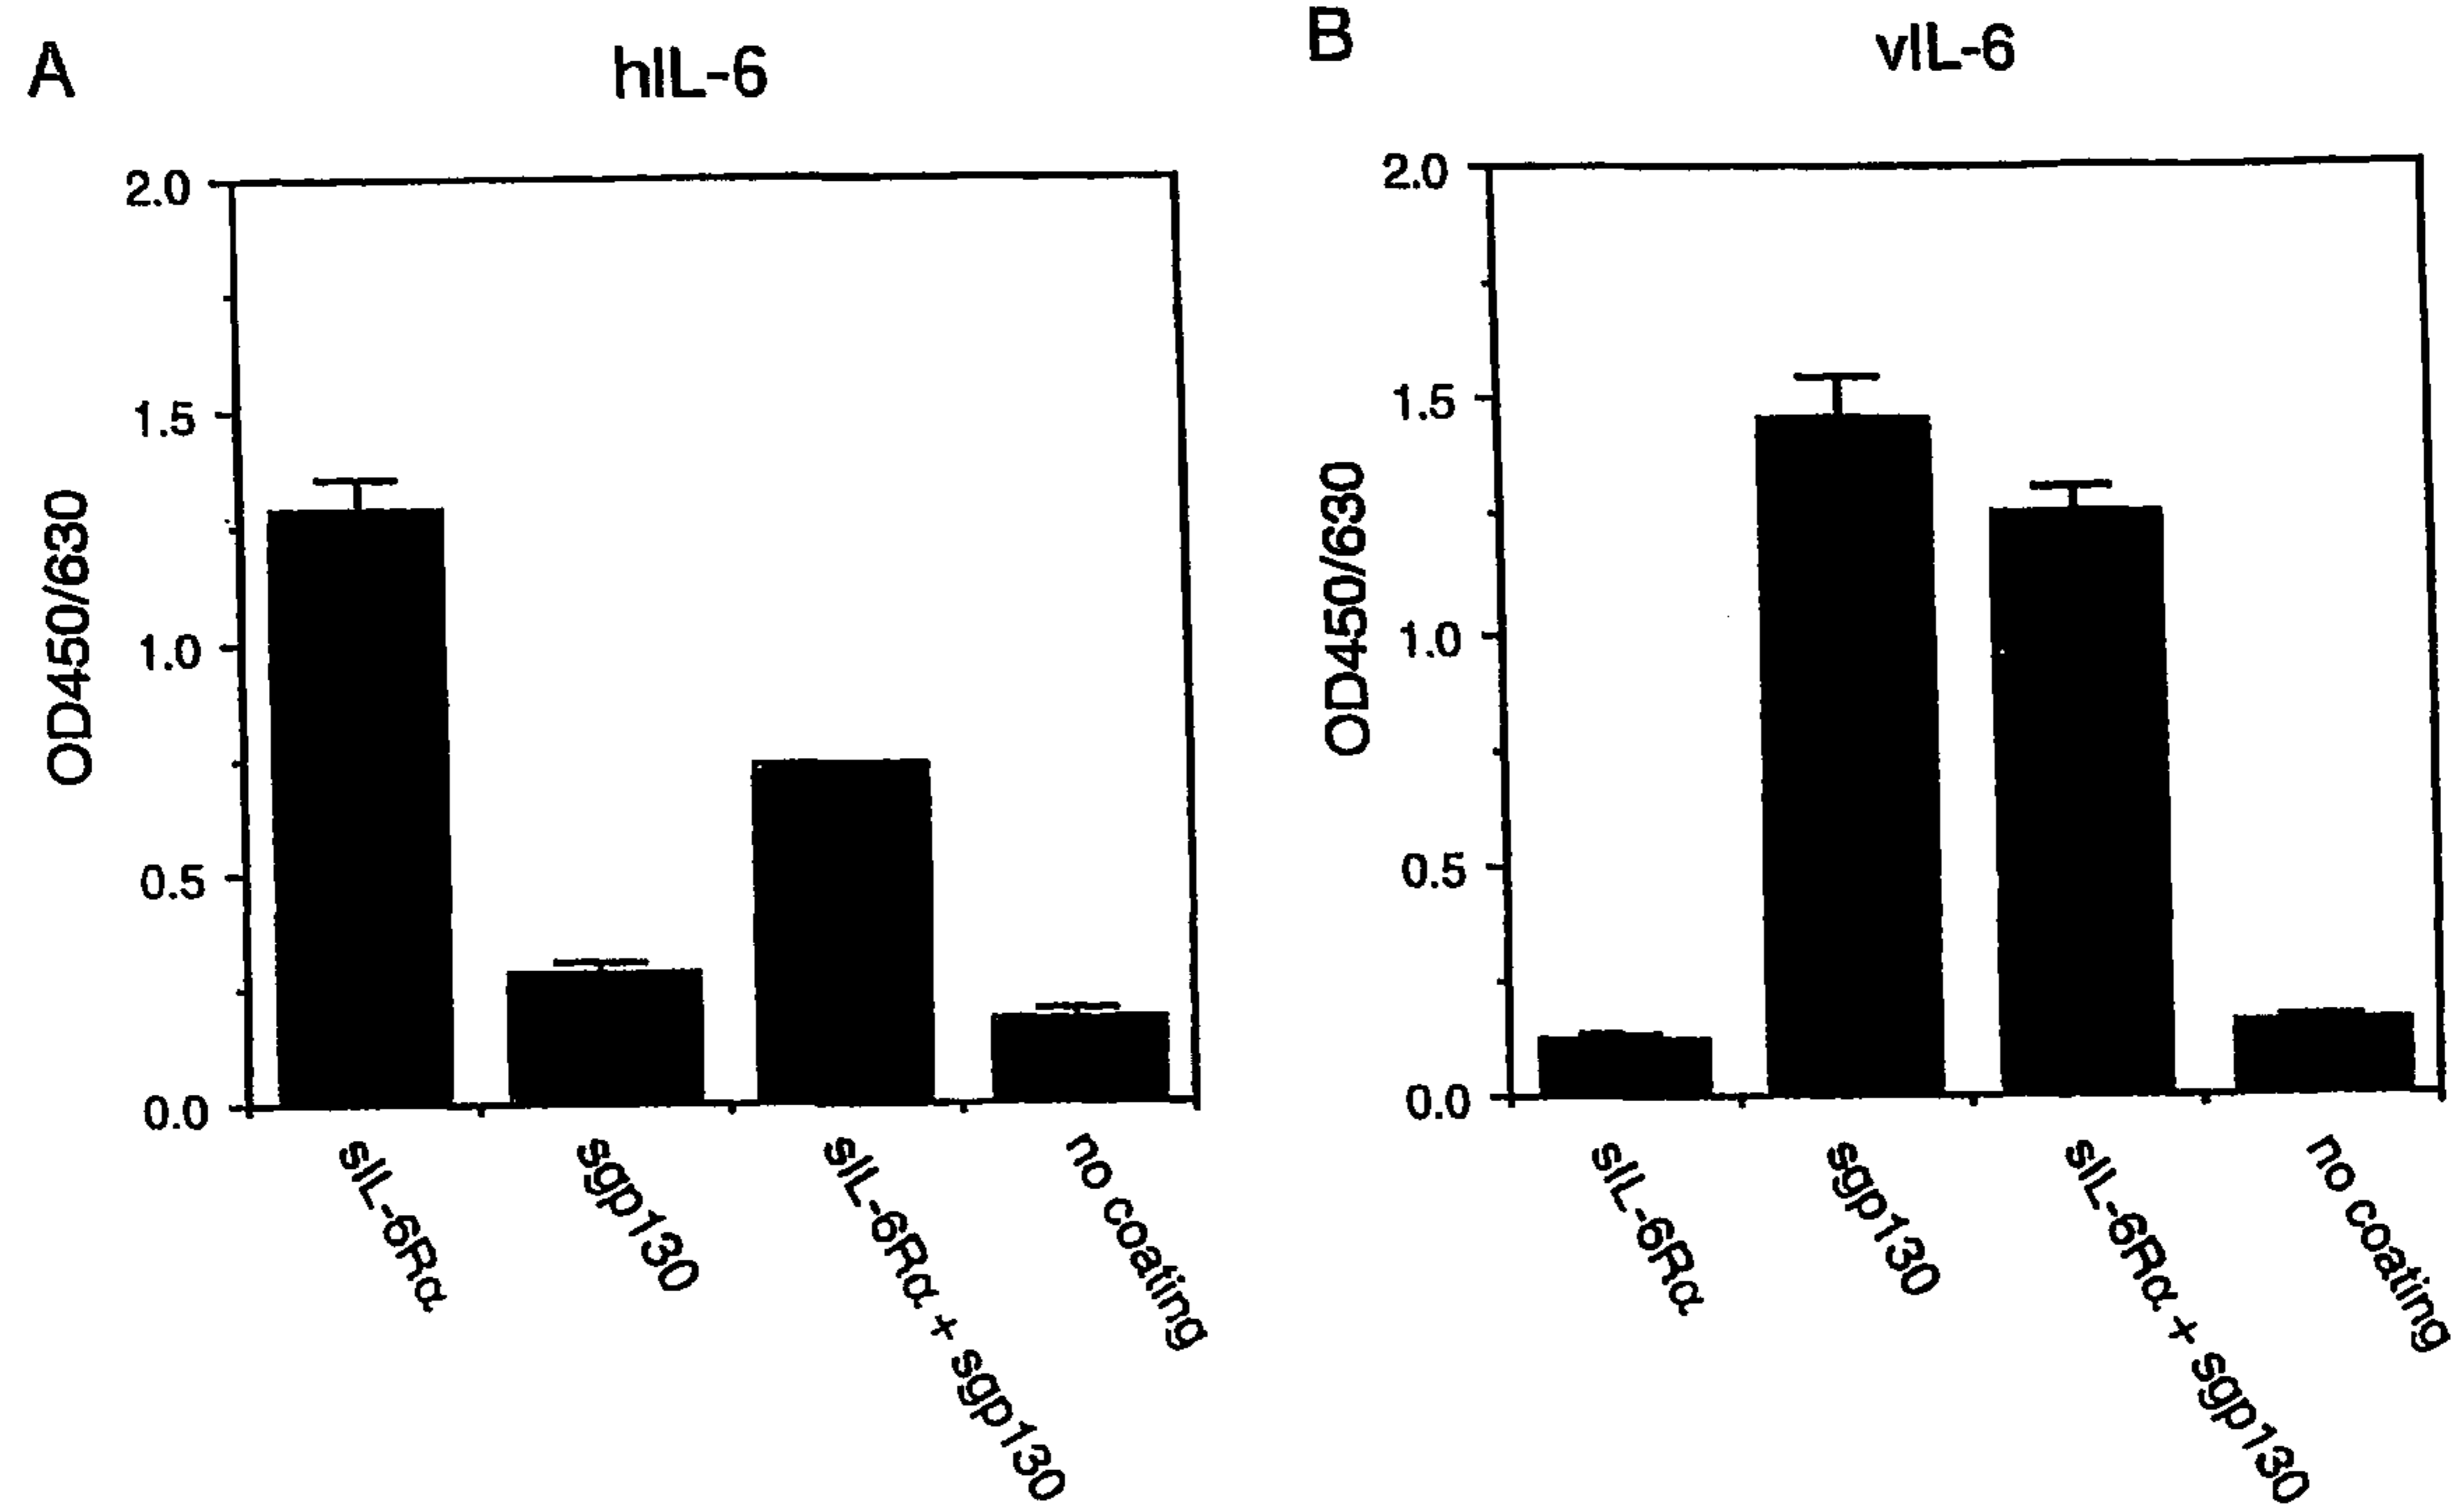 A
hIL-6
2.0
1.5
1.0
0.5
0.0
OD450/630
sIL-6Rα
sgp130
sIL-6Rα + sgp130
no coating
B
vIL-6
2.0
1.5
1.0
0.5
0.0
OD450/630
sIL-6Rα
sgp130
sIL-6Rα + sgp130
no coating